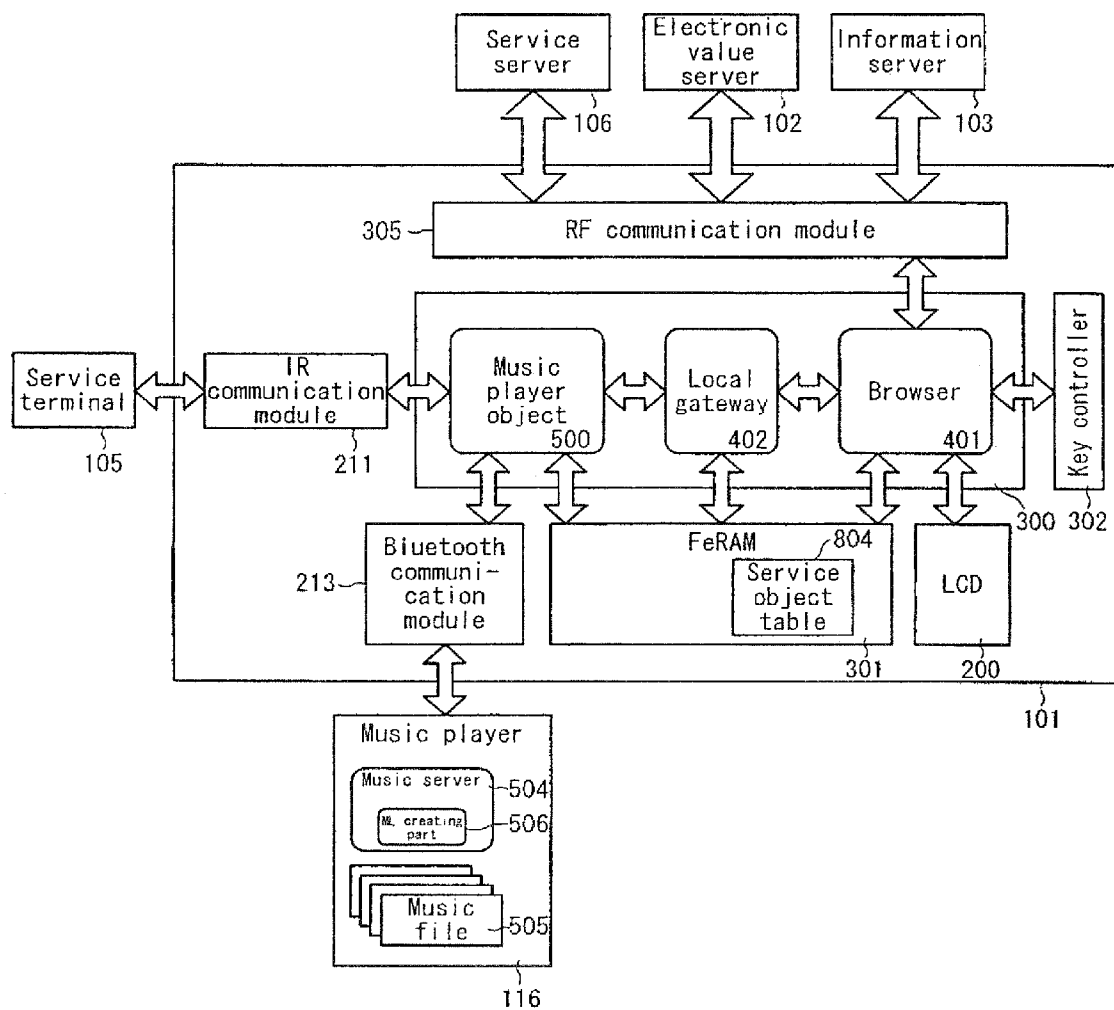 Service
server
106
Electronic
value
server
102
Information
server
103
305
RF communication module
Service
terminal
105
IR
communication
module
211
Music
player
object
500
Local
gateway
402
Browser
401
300
Key controller
302
213
Bluetooth
communi-
cation
module
FeRAM
804
Service
object
table
301
LCD
200
101
Music player
Music server
504
ML creating
part
506
Music
file
505
116